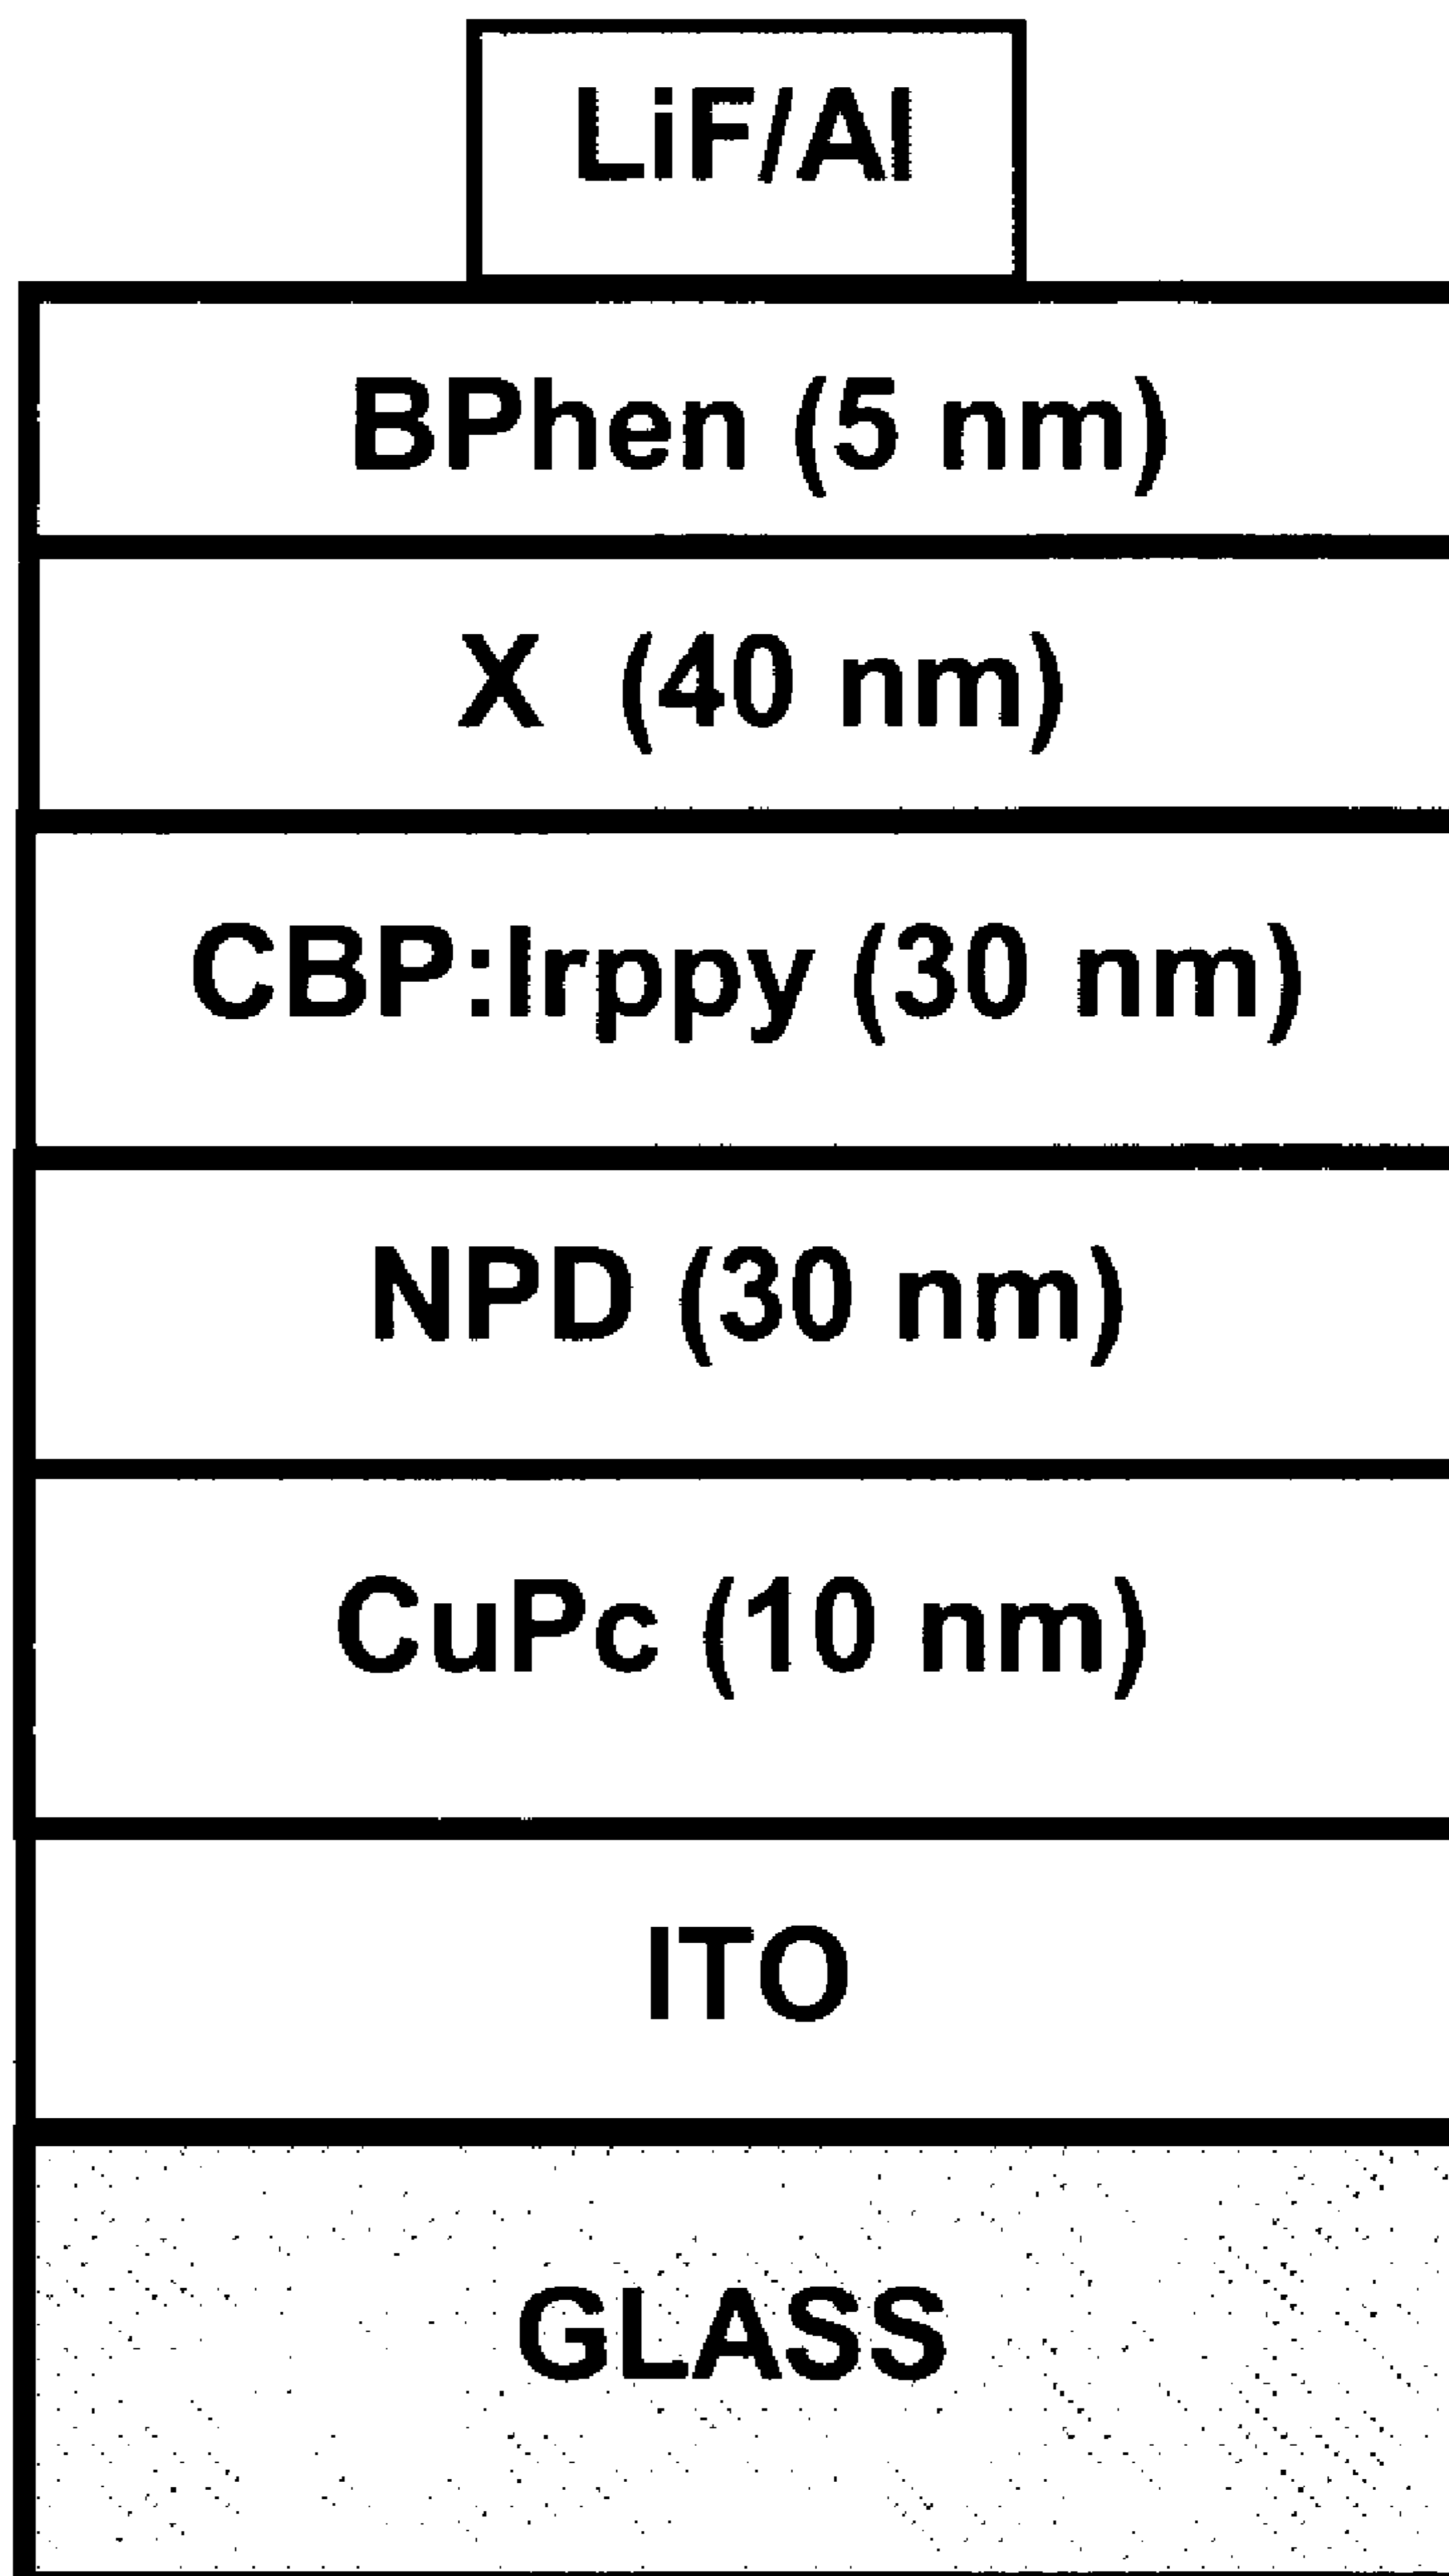 LiF/Al
BPhen (5 nm)
X (40 nm)
CBP:Irppy (30 nm)
NPD (30 nm)
CuPc (10 nm)
ITO
GLASS